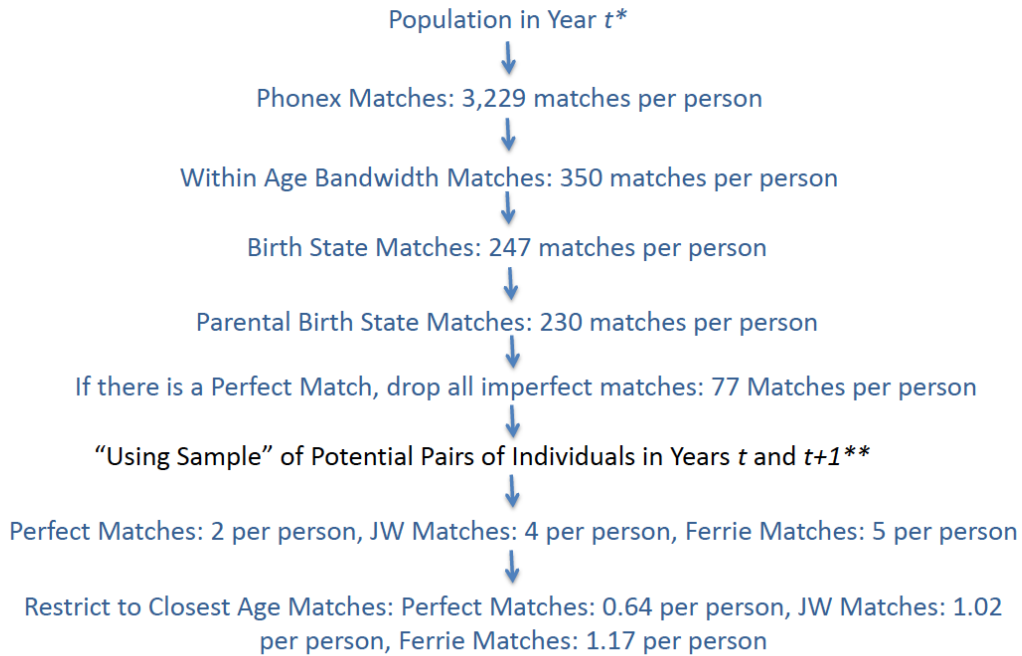 Population in Year t*
Phonex Matches: 3,229 matches per person
Within Age Bandwidth Matches: 350 matches per person
Birth State Matches: 247 matches per person
Parental Birth State Matches: 230 matches per person
If there is a Perfect Match, drop all imperfect matches: 77 Matches per person
“Using Sample” of Potential Pairs of Individuals in Years t and t+1**
Perfect Matches: 2 per person, JW Matches: 4 per person, Ferrie Matches: 5 per person
Restrict to Closest Age Matches: Perfect Matches: 0.64 per person, JW Matches: 1.02
per person, Ferrie Matches: 1.17 per person